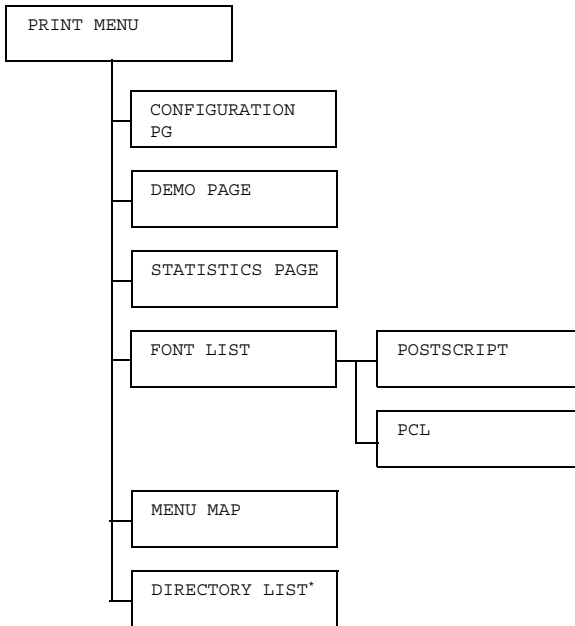 PRINT MENU
CONFIGURATION
PG
DEMO PAGE
STATISTICS PAGE
FONT LIST
POSTSCRIPT
PCL
MENU MAP
DIRECTORY LIST*